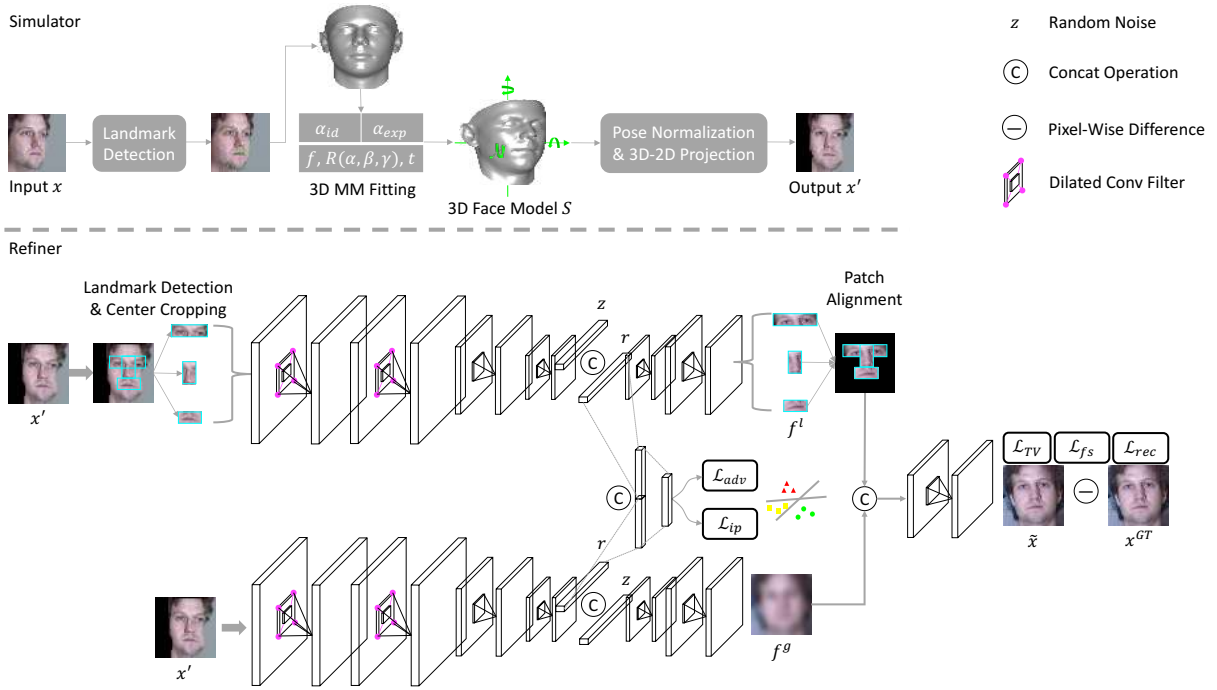 Simulator
Input x
Landmark
Detection
α_id
α_exp
f, R(α, β, γ), t
3D MM Fitting
3D Face Model S
Pose Normalization
& 3D-2D Projection
Output x′
z
Random Noise
C
Concat Operation
Pixel-Wise Difference
Dilated Conv Filter
Refiner
x′
Landmark Detection
& Center Cropping
z
C
r
f^l
Patch
Alignment
C
ℒ_adv
ℒ_ip
r
C
ℒ_TV
ℒ_fs
ℒ_rec
x̃
x^GT
x′
C
z
f^g